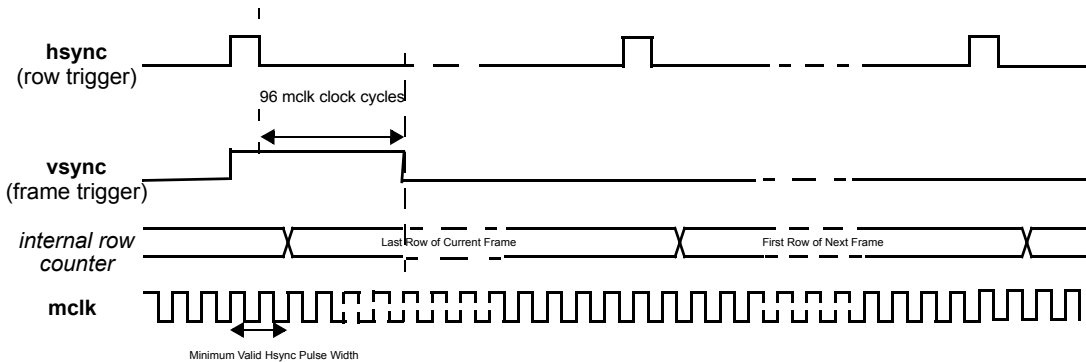 hsync
(row trigger)
96 mclk clock cycles
vsync
(frame trigger)
internal row
counter
Last Row of Current Frame
First Row of Next Frame
mclk
Minimum Valid Hsync Pulse Width